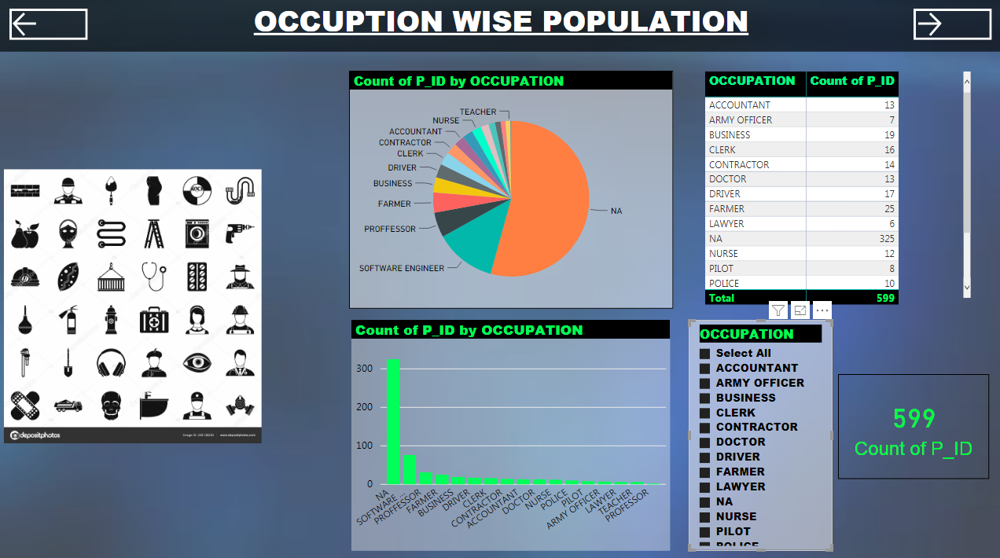 OCCUPTION WISE POPULATION
Count of P_ID by OCCUPATION
TEACHER
NURSE
ACCOUNTANT
CONTRACTOR
CLERK
DRIVER
BUSINESS
FARMER
PROFFESSOR
SOFTWARE ENGINEER
NA
OCCUPATION Count of P_ID
ACCOUNTANT 13
ARMY OFFICER 7
BUSINESS 19
CLERK 16
CONTRACTOR 14
DOCTOR 13
DRIVER 17
FARMER 25
LAWYER 6
NA 325
NURSE 12
PILOT 8
POLICE 10
Total 599
ROCK
depositphotos
www.depositphotos.com
Count of P_ID by OCCUPATION
300
200
100
0
NA
SOFTWARE ...
PROFFESSOR
FARMER
BUSINESS
DRIVER
CLERK
CONTRACTOR
ACCOUNTANT
DOCTOR
NURSE
POLICE
PILOT
ARMY OFFICER
LAWYER
TEACHER
PROFESSOR
OCCUPATION
Select All
ACCOUNTANT
ARMY OFFICER
BUSINESS
CLERK
CONTRACTOR
DOCTOR
DRIVER
FARMER
LAWYER
NA
NURSE
PILOT
POLICE
599
Count of P_ID